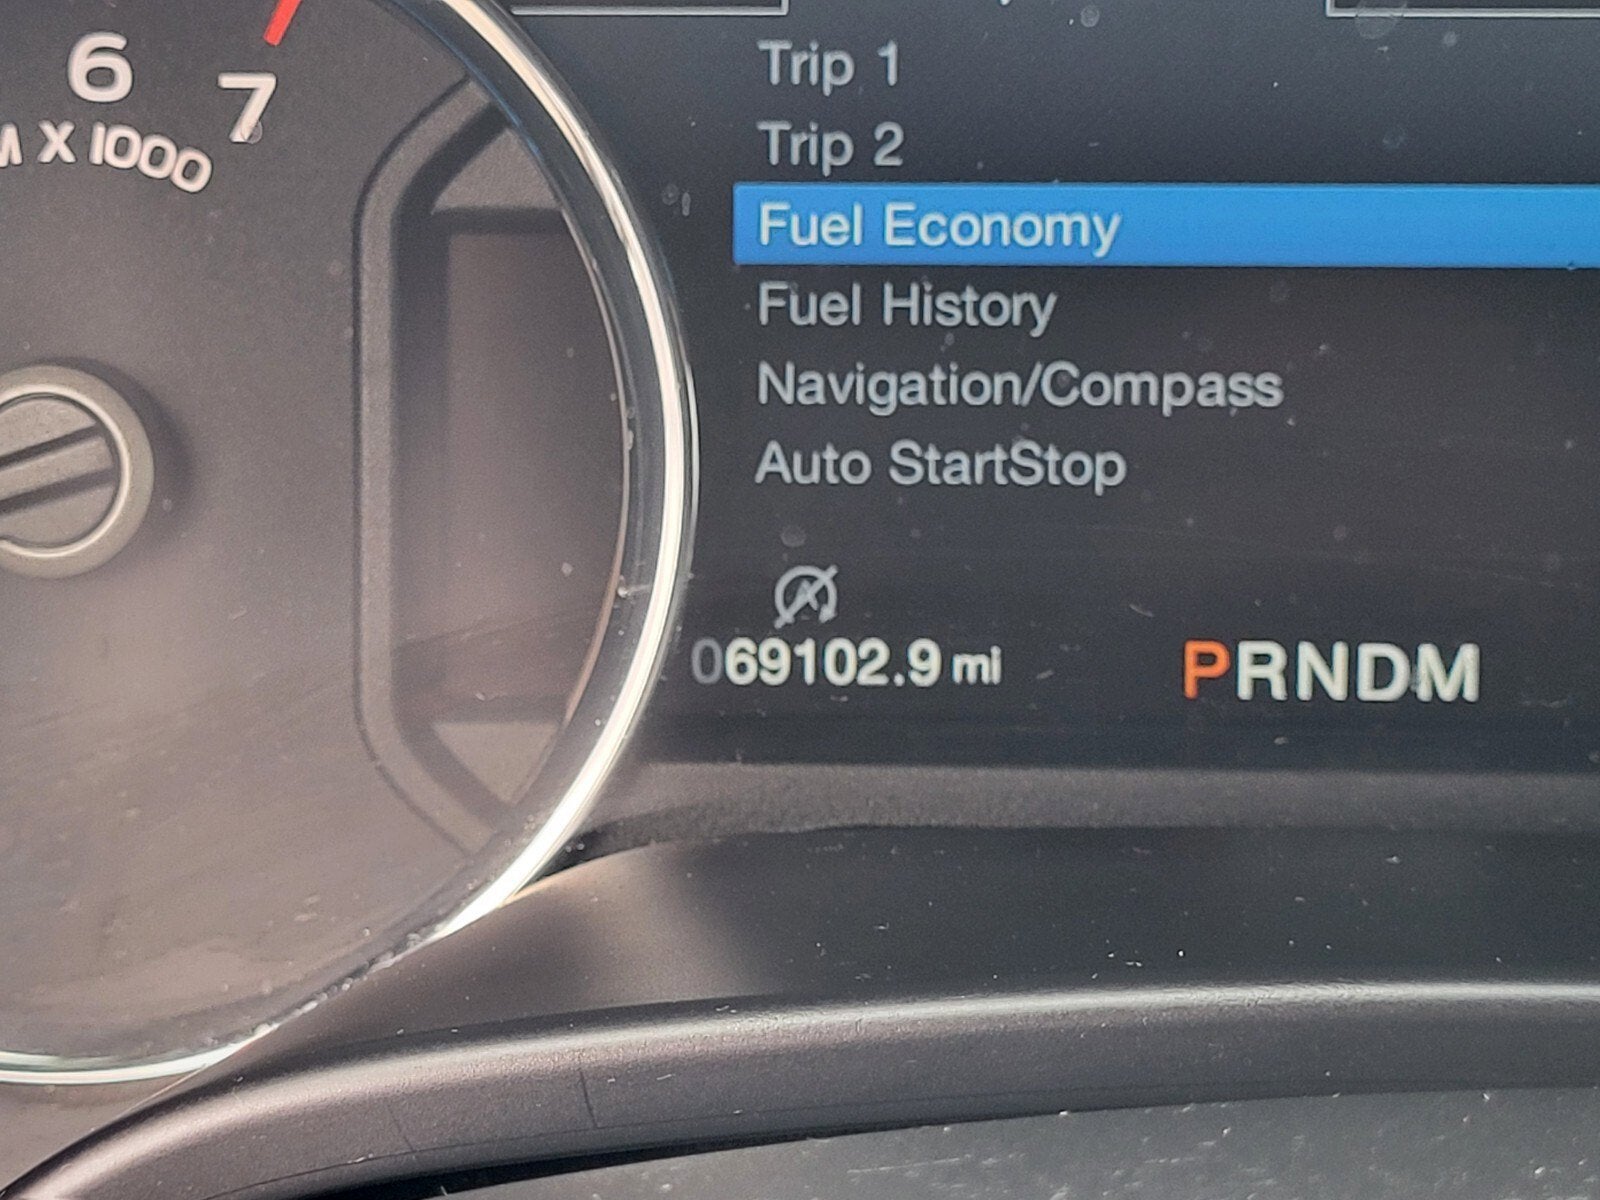 6
7
X 1000
Trip 1
Trip 2
Fuel Economy
Fuel History
Navigation/Compass
Auto StartStop
A
069102.9 mi
PRNDM